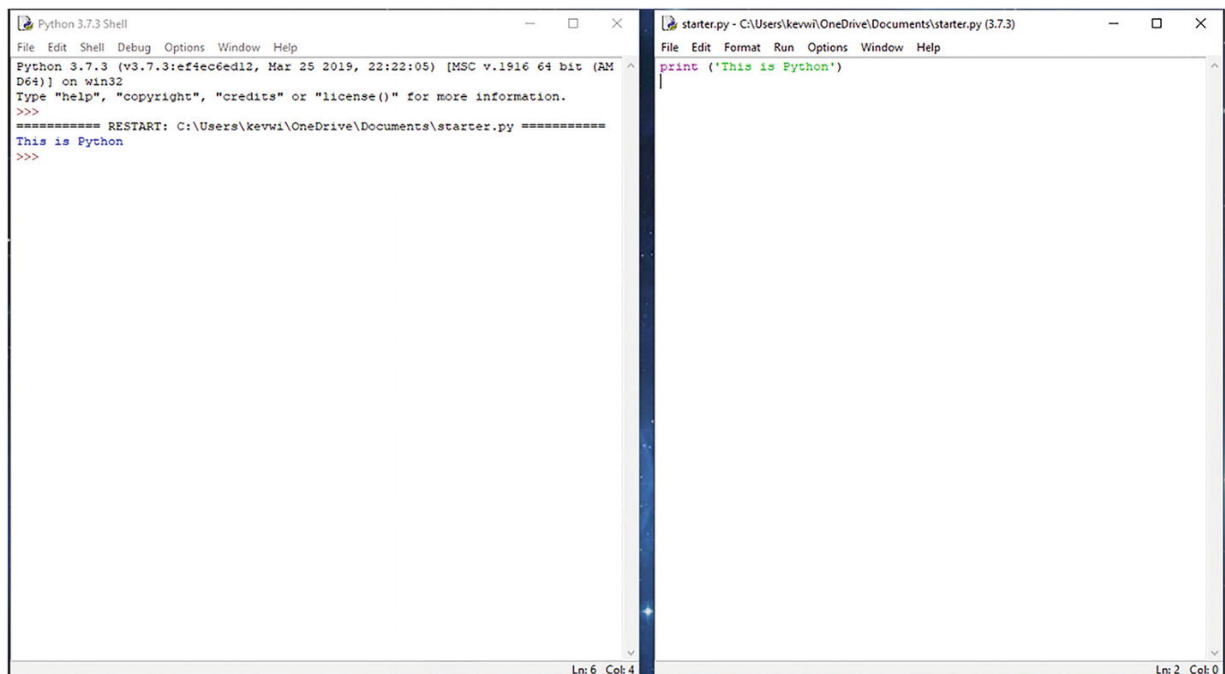 Python 3.7.3 Shell
File Edit Shell Debug Options Window Help
Python 3.7.3 (v3.7.3:ef4ec6ed12, Mar 25 2019, 22:22:05) [MSC v.1916 64 bit (AM
D64)] on win32
Type "help", "copyright", "credits" or "license()" for more information.
>>>
=========== RESTART: C:\Users\kevwi\OneDrive\Documents\starter.py ===========
This is Python
>>>
Ln: 6 Col: 4
starter.py - C:\Users\kevwi\OneDrive\Documents\starter.py (3.7.3)
File Edit Format Run Options Window Help
print ('This is Python')
Ln: 2 Col: 0